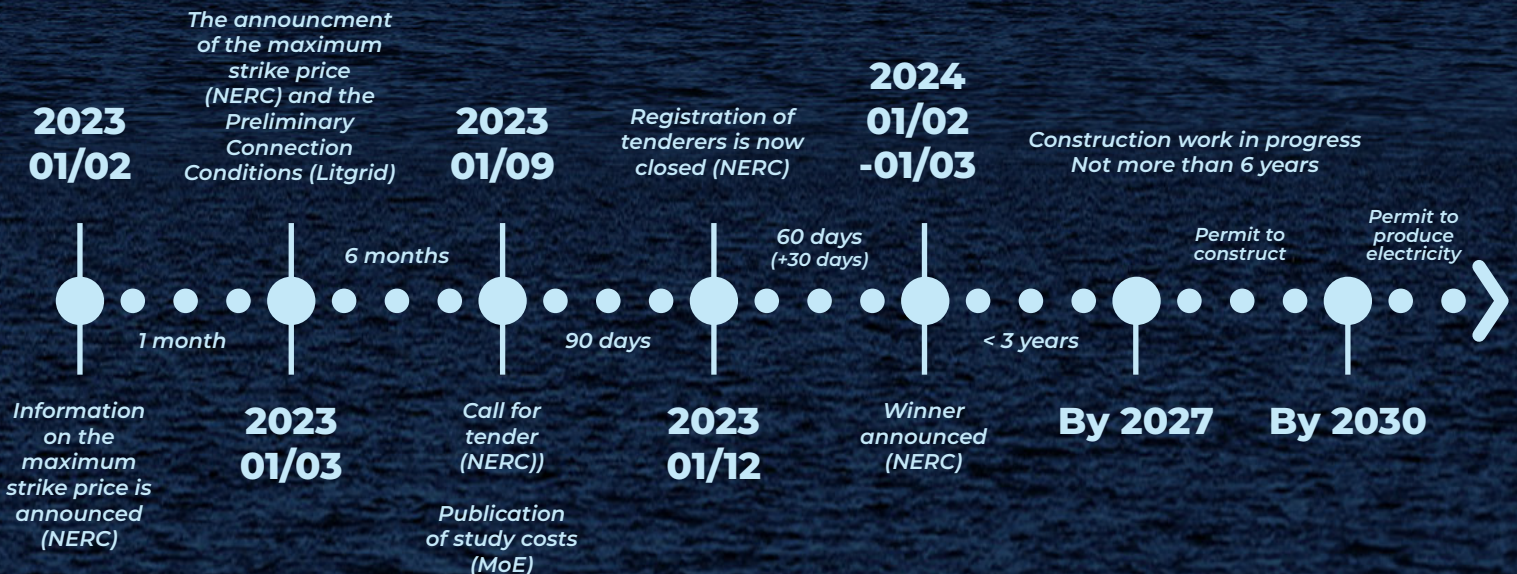 2023
01/02
Information
on the
maximum
strike price is
announced
(NERC)
1 month
The announcment
of the maximum
strike price
(NERC) and the
Preliminary
Connection
Conditions (Litgrid)
2023
01/03
6 months
2023
01/09
Call for
tender
(NERC))
Publication
of study costs
(MoE)
90 days
Registration of
tenderers is now
closed (NERC)
2023
01/12
60 days
(+30 days)
2024
01/02
-01/03
Winner
announced
(NERC)
< 3 years
Construction work in progress
Not more than 6 years
By 2027
Permit to
construct
By 2030
Permit to
produce
electricity